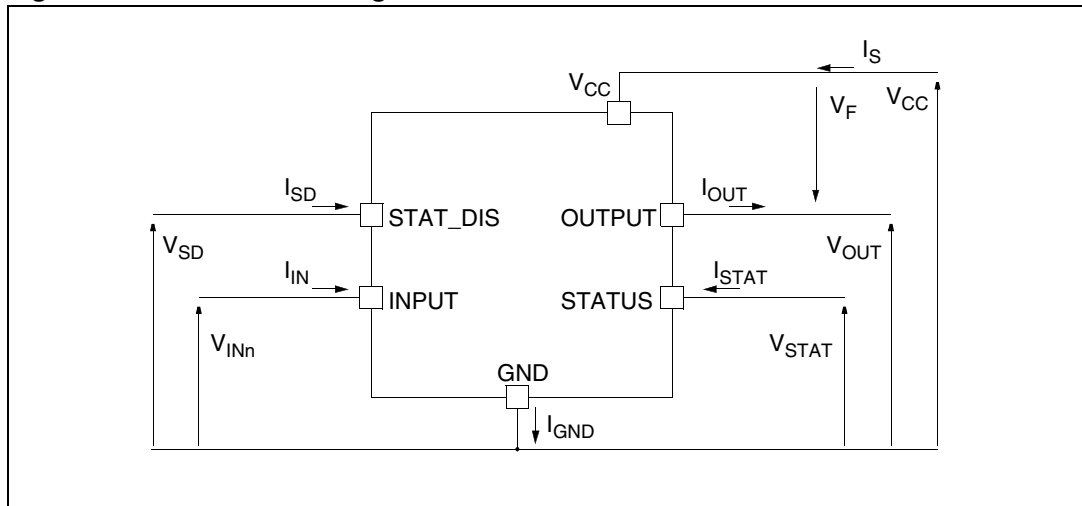 I_S
V_CC
V_F
V_CC
I_SD
I_OUT
STAT_DIS
OUTPUT
V_SD
V_OUT
I_IN
I_STAT
INPUT
STATUS
V_INn
V_STAT
GND
I_GND